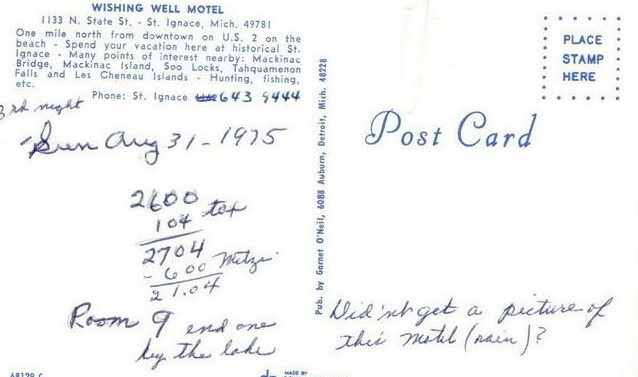 WISHING WELL MOTEL
1133 N. State St. - St. Ignace, Mich. 49781
One mile north from downtown on U.S. 2 on the
beach - Spend your vacation here at historical St.
Ignace - Many points of interest nearby: Mackinac
Bridge, Mackinac Island, Soo Locks, Tahquamenon
Falls and Les Cheneau Islands - Hunting, fishing,
etc.
Phone: St. Ignace 643 9444
3rd night
Sun Aug 31 - 1975
2600
104 tax
2704
- 600
21.04
Room 9 end one
by the lake
Pub. by Garnet O'Neil, 6088 Auburn, Detroit, Mich. 48228
PLACE
STAMP
HERE
Post Card
Didn't get a picture of
this Motel (rain)?
68129 C
MADE BY